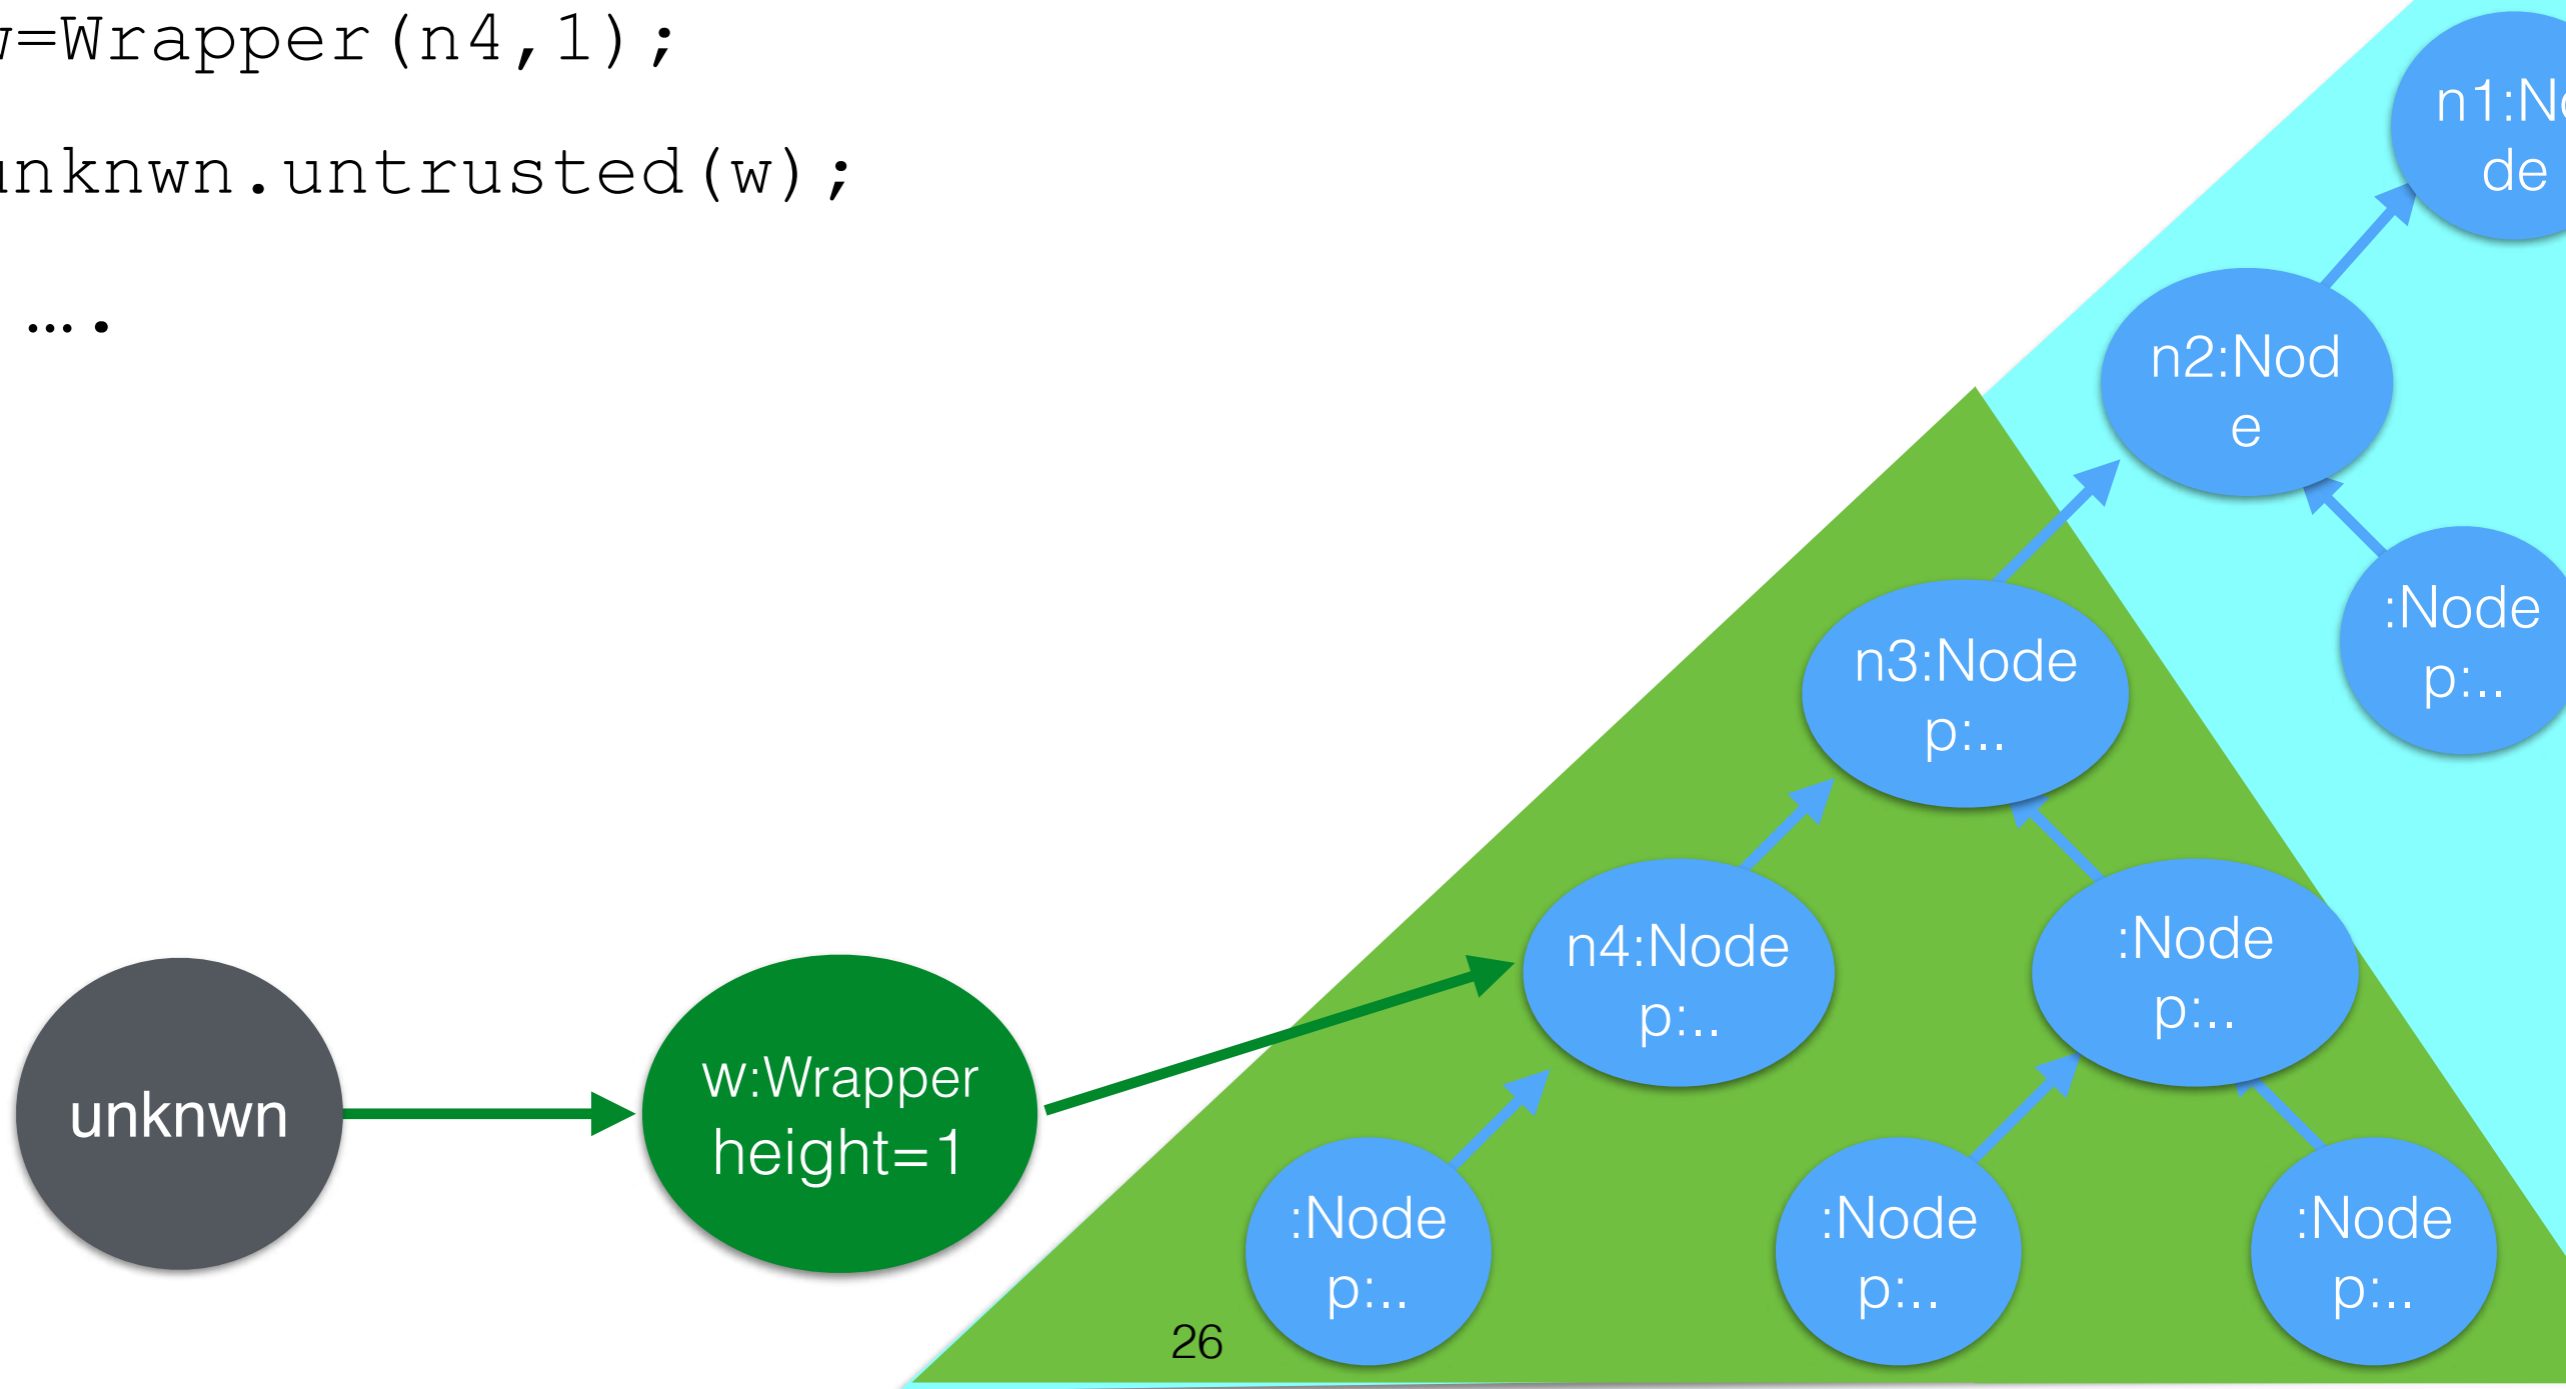 w=Wrapper(n4,1);
unknwn.untrusted(w);
….
n1:No
de
n2:Nod
e
:Node
p:..
n3:Node
p:..
n4:Node
p:..
:Node
p:..
unknwn
w:Wrapper
height=1
:Node
p:..
:Node
p:..
:Node
p:..
26